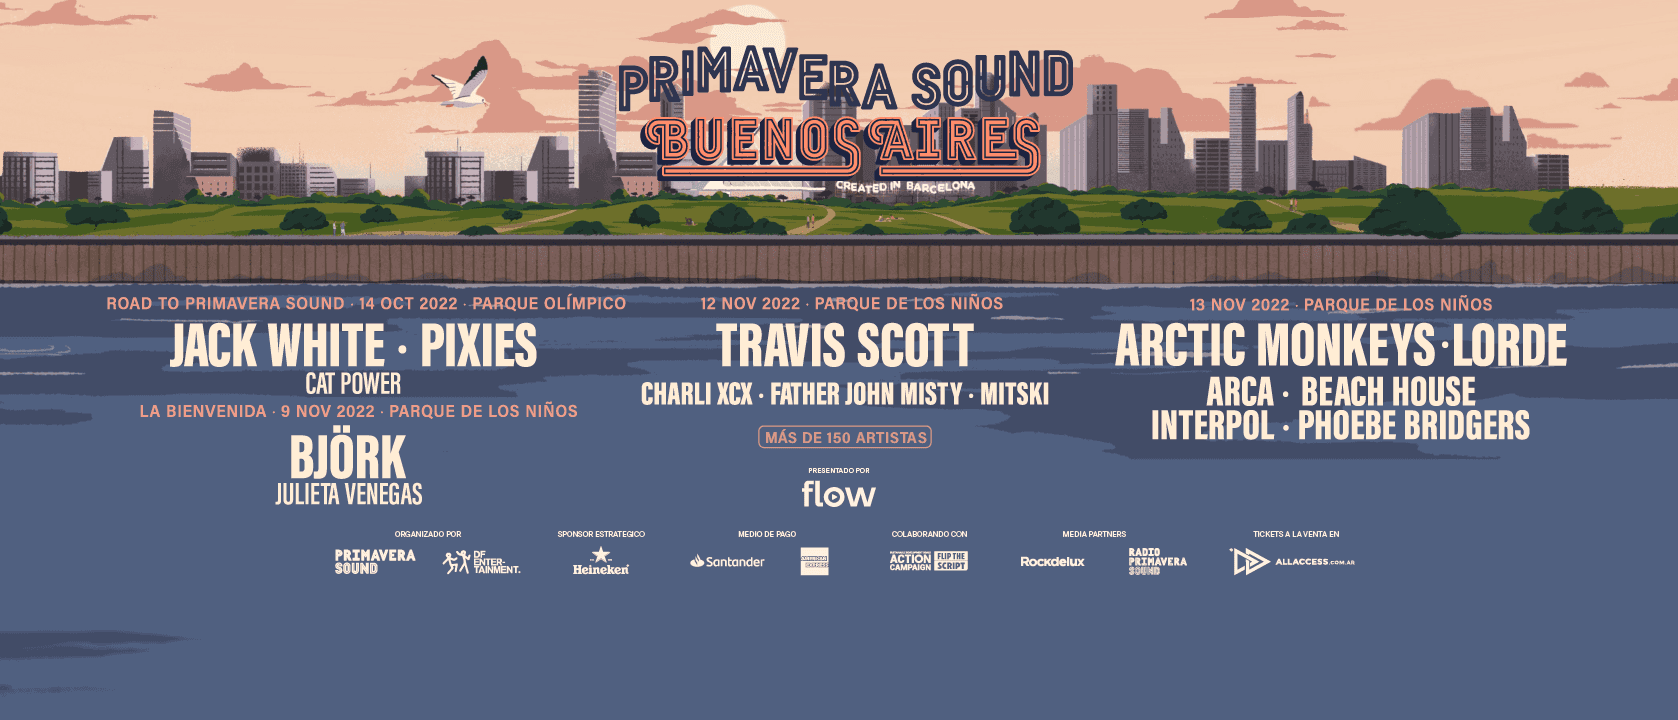 PRIMAVERA SOUND
BUENOS AIRES
CREATED IN BARCELONA
ROAD TO PRIMAVERA SOUND · 14 OCT 2022 · PARQUE OLÍMPICO
JACK WHITE · PIXIES
CAT POWER
LA BIENVENIDA · 9 NOV 2022 · PARQUE DE LOS NIÑOS
BJÖRK
JULIETA VENEGAS
12 NOV 2022 · PARQUE DE LOS NIÑOS
TRAVIS SCOTT
CHARLI XCX · FATHER JOHN MISTY · MITSKI
MÁS DE 150 ARTISTAS
PRESENTADO POR
flow
13 NOV 2022 · PARQUE DE LOS NIÑOS
ARCTIC MONKEYS · LORDE
ARCA · BEACH HOUSE
INTERPOL · PHOEBE BRIDGERS
ORGANIZADO POR
PRIMAVERA
SOUND
DF
ENTER-
TAINMENT.
SPONSOR ESTRATEGICO
Heineken
MEDIO DE PAGO
Santander
AMERICAN
EXPRESS
COLABORANDO CON
ACTION
CAMPAIGN
FLIP THE
SCRIPT
MEDIA PARTNERS
Rockdelux
RADIO
PRIMAVERA
SOUND
TICKETS A LA VENTA EN
ALLACCESS.COM.AR